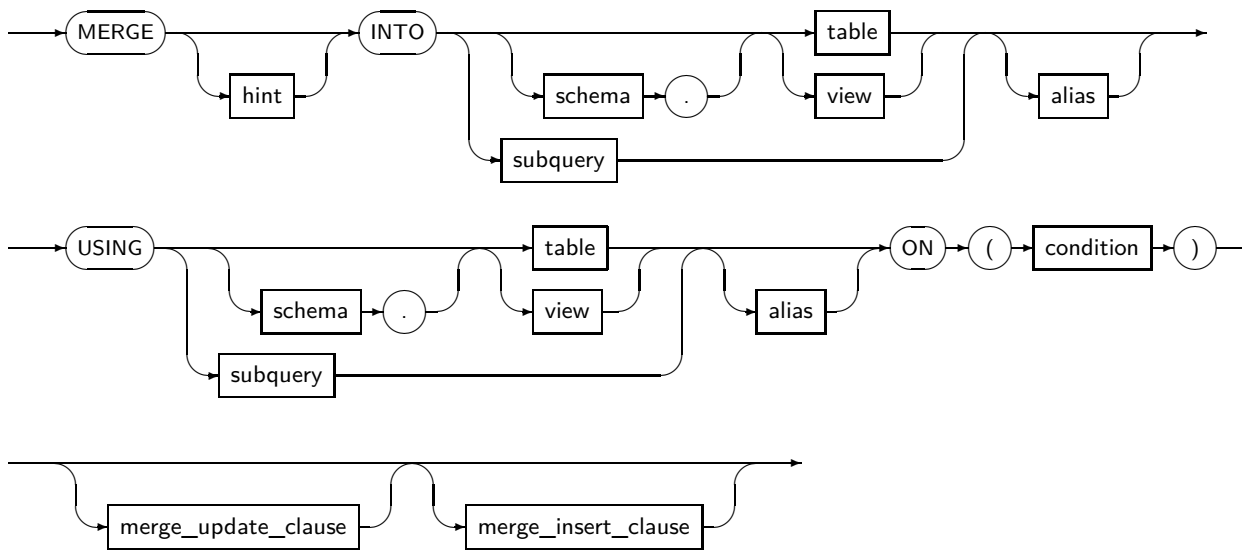 MERGE INTO table
hint schema . view alias
subquery
USING table ON ( condition )
schema . view alias
subquery
merge_update_clause merge_insert_clause